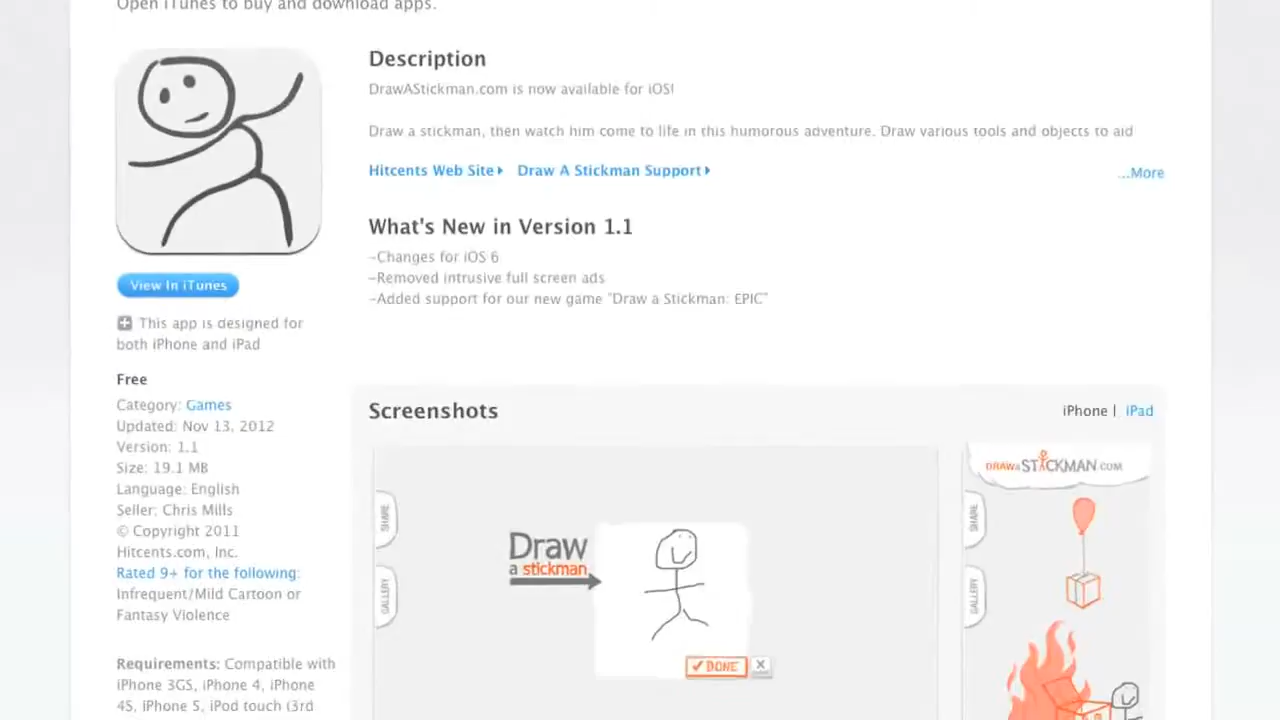 Open iTunes to buy and download apps.
Description
DrawAStickman.com is now available for iOS!
Draw a stickman, then watch him come to life in this humorous adventure. Draw various tools and objects to aid
Hitcents Web Site
Draw A Stickman Support
...More
What's New in Version 1.1
-Changes for iOS 6
-Removed intrusive full screen ads
-Added support for our new game "Draw a Stickman: EPIC"
View In iTunes
This app is designed for
both iPhone and iPad
Free
Category: Games
Updated: Nov 13, 2012
Version: 1.1
Size: 19.1 MB
Language: English
Seller: Chris Mills
© Copyright 2011
Hitcents.com, Inc.
Rated 9+ for the following:
Infrequent/Mild Cartoon or
Fantasy Violence
Requirements: Compatible with
iPhone 3GS, iPhone 4, iPhone
4S, iPhone 5, iPod touch (3rd
Screenshots
iPhone | iPad
SHARE
GALLERY
Draw
a stickman
DONE
X
DRAW A STICKMAN.COM
SHARE
GALLERY